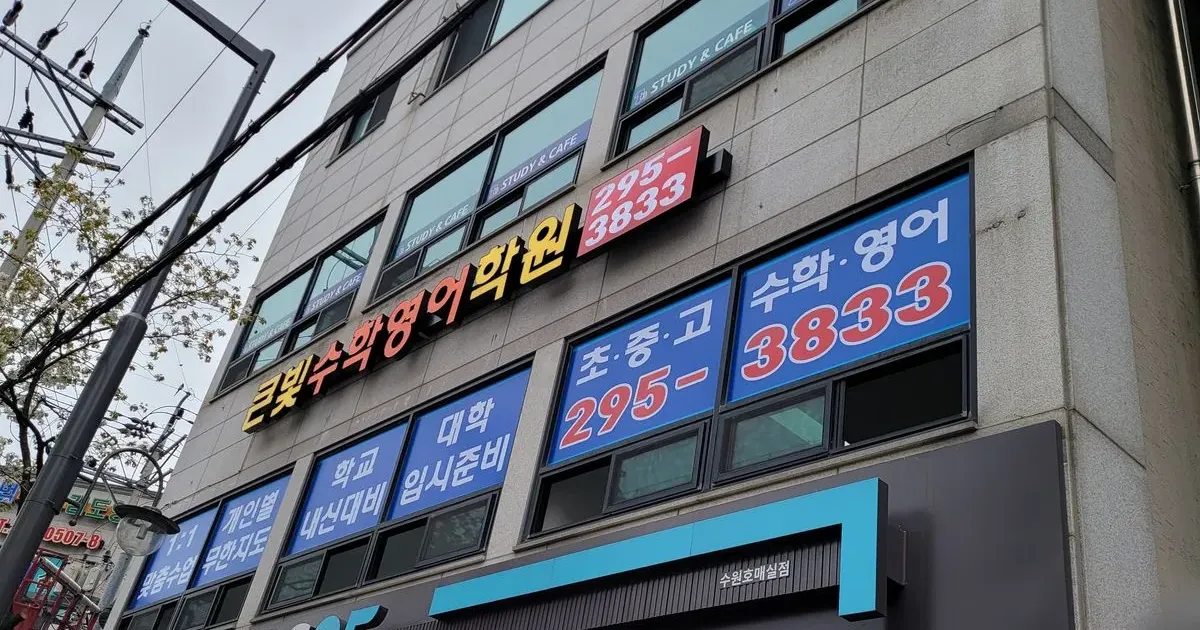 STUDY & CAFE
STUDY & CAFE
STUDY & CAFE
STUDY & CAFE
큰빛수학영어학원
295-
3833
초·중·고
295-
수학·영어
3833
대학
입시준비
학교
내신대비
개인별
무한지도
1:1
맞춤수업
수원호매실점
0507-8